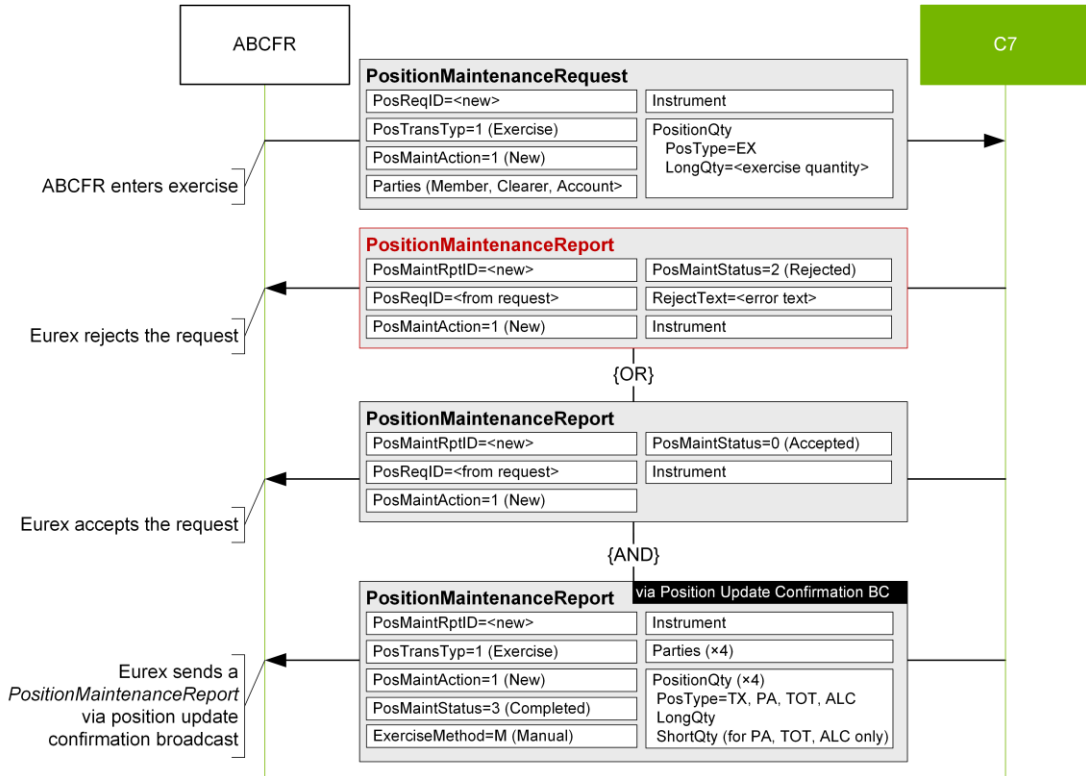 ABCFR
C7
PositionMaintenanceRequest
PosReqID=<new>
Instrument
PosTransTyp=1 (Exercise)
PositionQty
PosType=EX
LongQty=<exercise quantity>
PosMaintAction=1 (New)
Parties (Member, Clearer, Account>
ABCFR enters exercise
PositionMaintenanceReport
PosMaintRptID=<new>
PosMaintStatus=2 (Rejected)
PosReqID=<from request>
RejectText=<error text>
PosMaintAction=1 (New)
Instrument
Eurex rejects the request
{OR}
PositionMaintenanceReport
PosMaintRptID=<new>
PosMaintStatus=0 (Accepted)
PosReqID=<from request>
Instrument
PosMaintAction=1 (New)
Eurex accepts the request
{AND}
via Position Update Confirmation BC
PositionMaintenanceReport
PosMaintRptID=<new>
Instrument
PosTransTyp=1 (Exercise)
Parties (×4)
PosMaintAction=1 (New)
PositionQty (×4)
PosType=TX, PA, TOT, ALC
LongQty
ShortQty (for PA, TOT, ALC only)
PosMaintStatus=3 (Completed)
ExerciseMethod=M (Manual)
Eurex sends a
PositionMaintenanceReport
via position update
confirmation broadcast